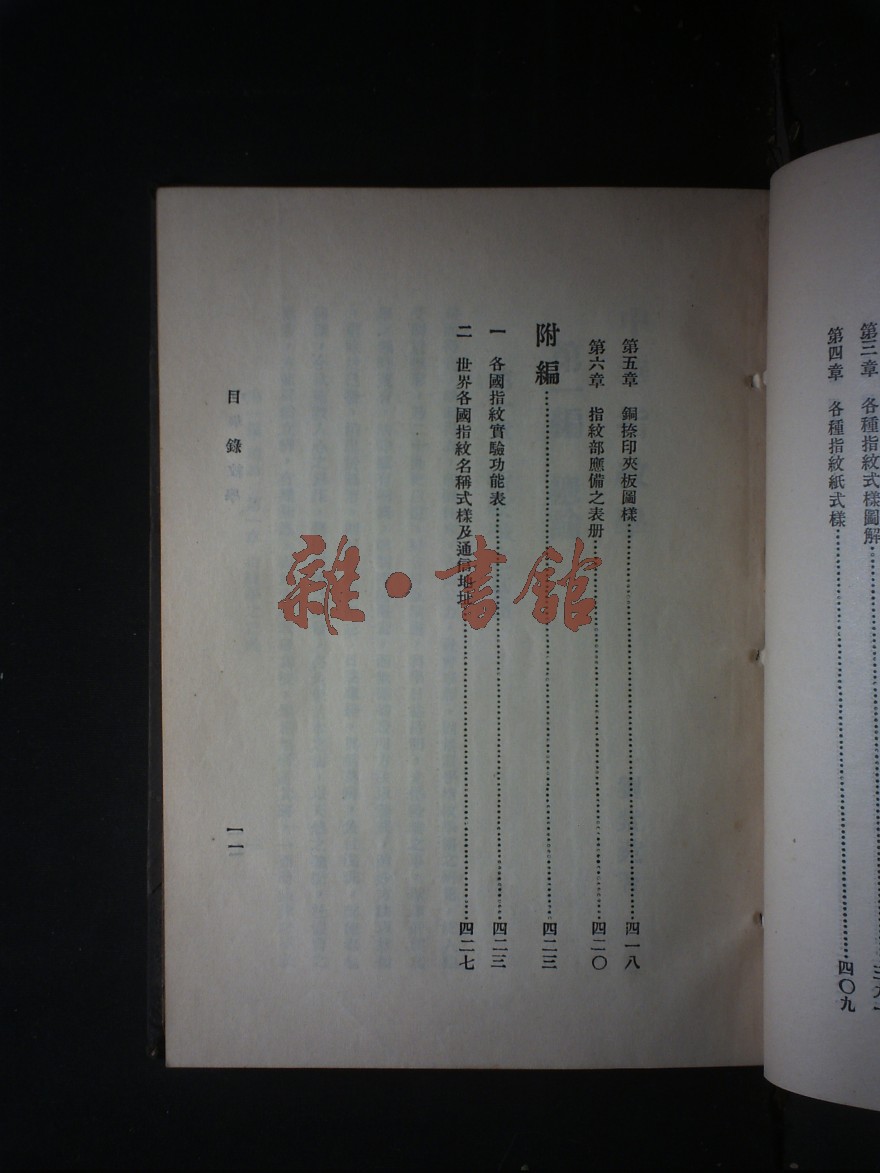 第三章　各種指紋式樣圖解
第四章　各種指紋紙式樣……四〇九
第五章　銅捺印夾板圖樣……四一八
第六章　指紋部應備之表册……四二〇
附編……四二三
一　各國指紋實驗功能表……四二三
二　世界各國指紋名稱式樣及通信地址……四二七
目錄
一一
雜·書館